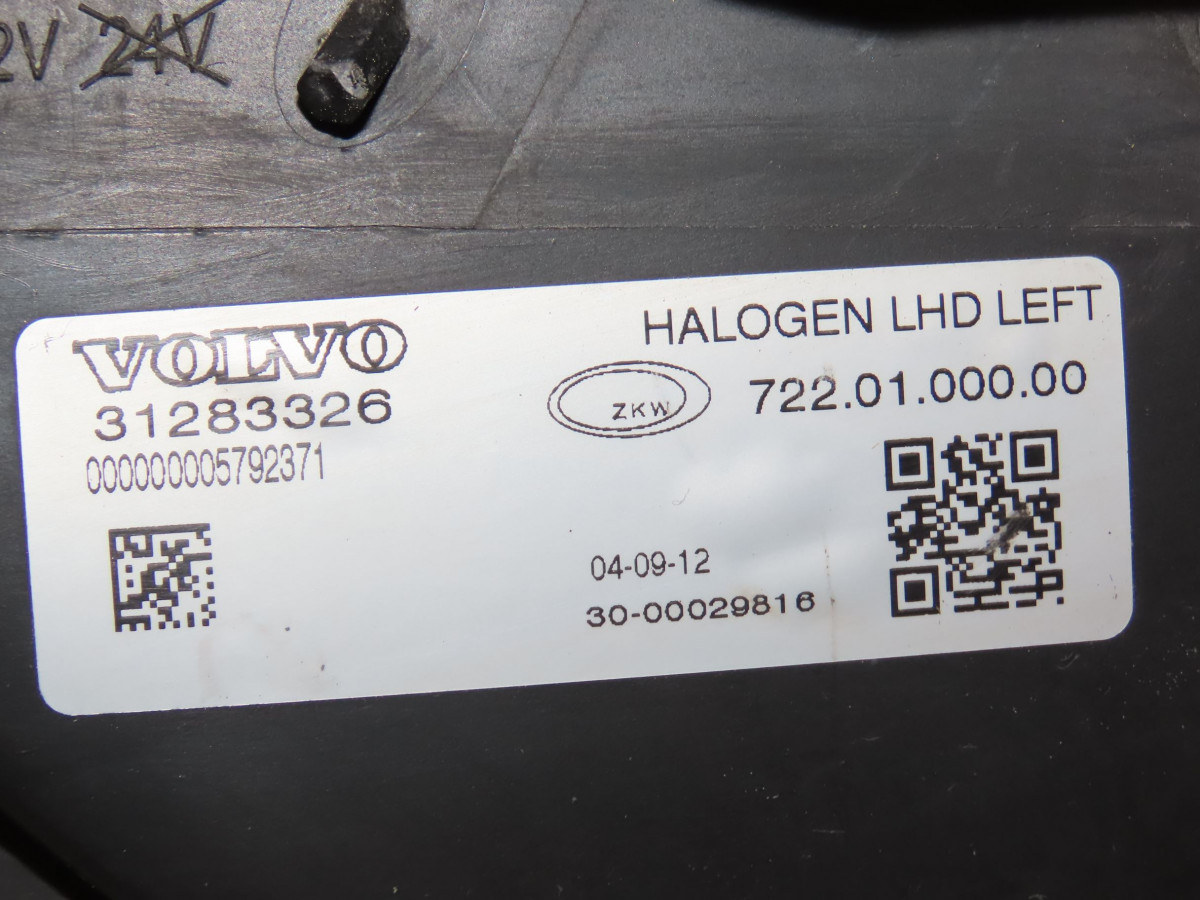 2V 24V
VOLVO
31283326
000000005792371
HALOGEN LHD LEFT
ZKW 722.01.000.00
04-09-12
30-00029816